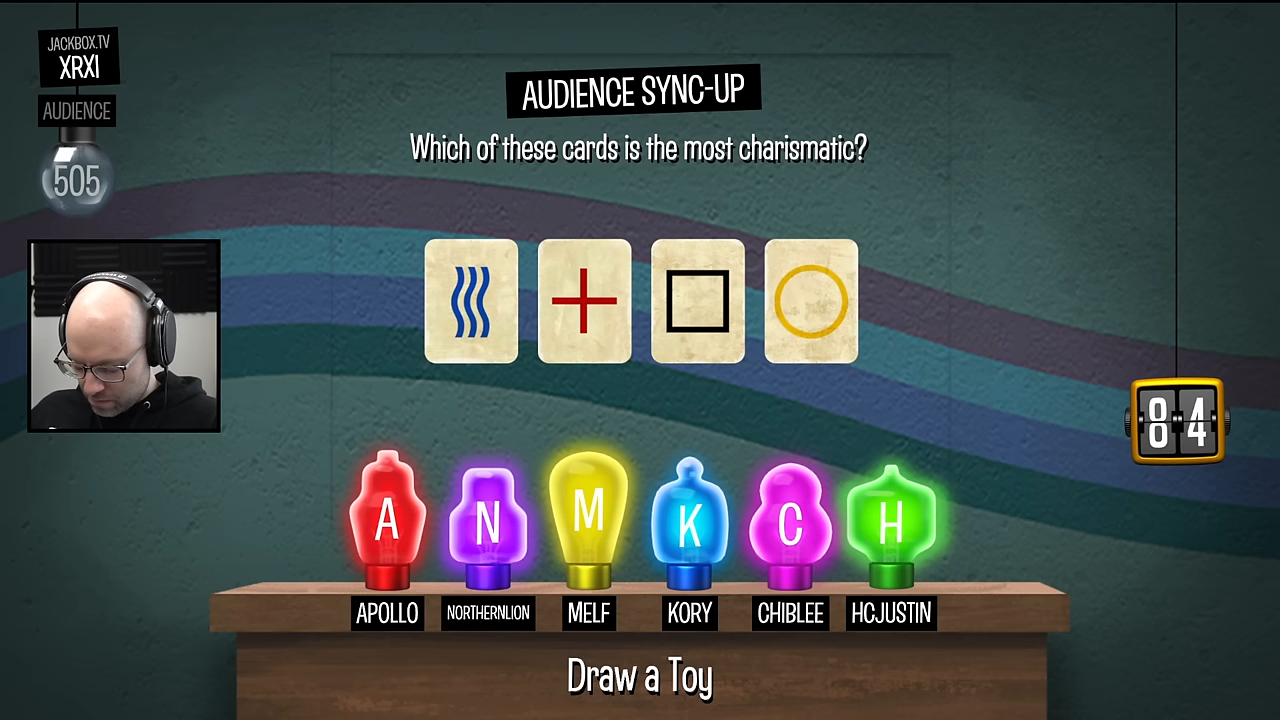 JACKBOX.TV
XRXI
AUDIENCE
505
AUDIENCE SYNC-UP
Which of these cards is the most charismatic?
84
A N M K C H
APOLLO NORTHERNLION MELF KORY CHIBLEE HCJUSTIN
Draw a Toy